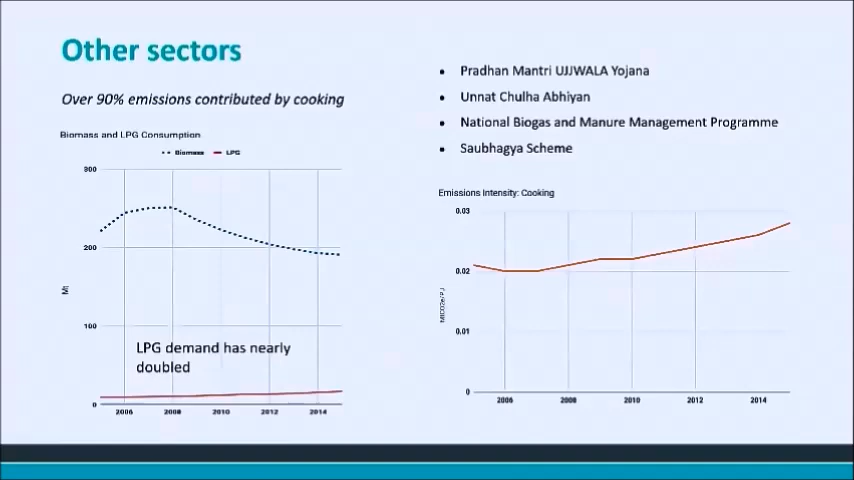 Other sectors
Over 90% emissions contributed by cooking
Biomass and LPG Consumption
Biomass LPG
300
200
Mt
100
LPG demand has nearly
doubled
0
2006 2008 2010 2012 2014
• Pradhan Mantri UJJWALA Yojana
• Unnat Chulha Abhiyan
• National Biogas and Manure Management Programme
• Saubhagya Scheme
Emissions Intensity: Cooking
0.03
0.02
MtCO2e/PJ
0.01
0
2006 2008 2010 2012 2014